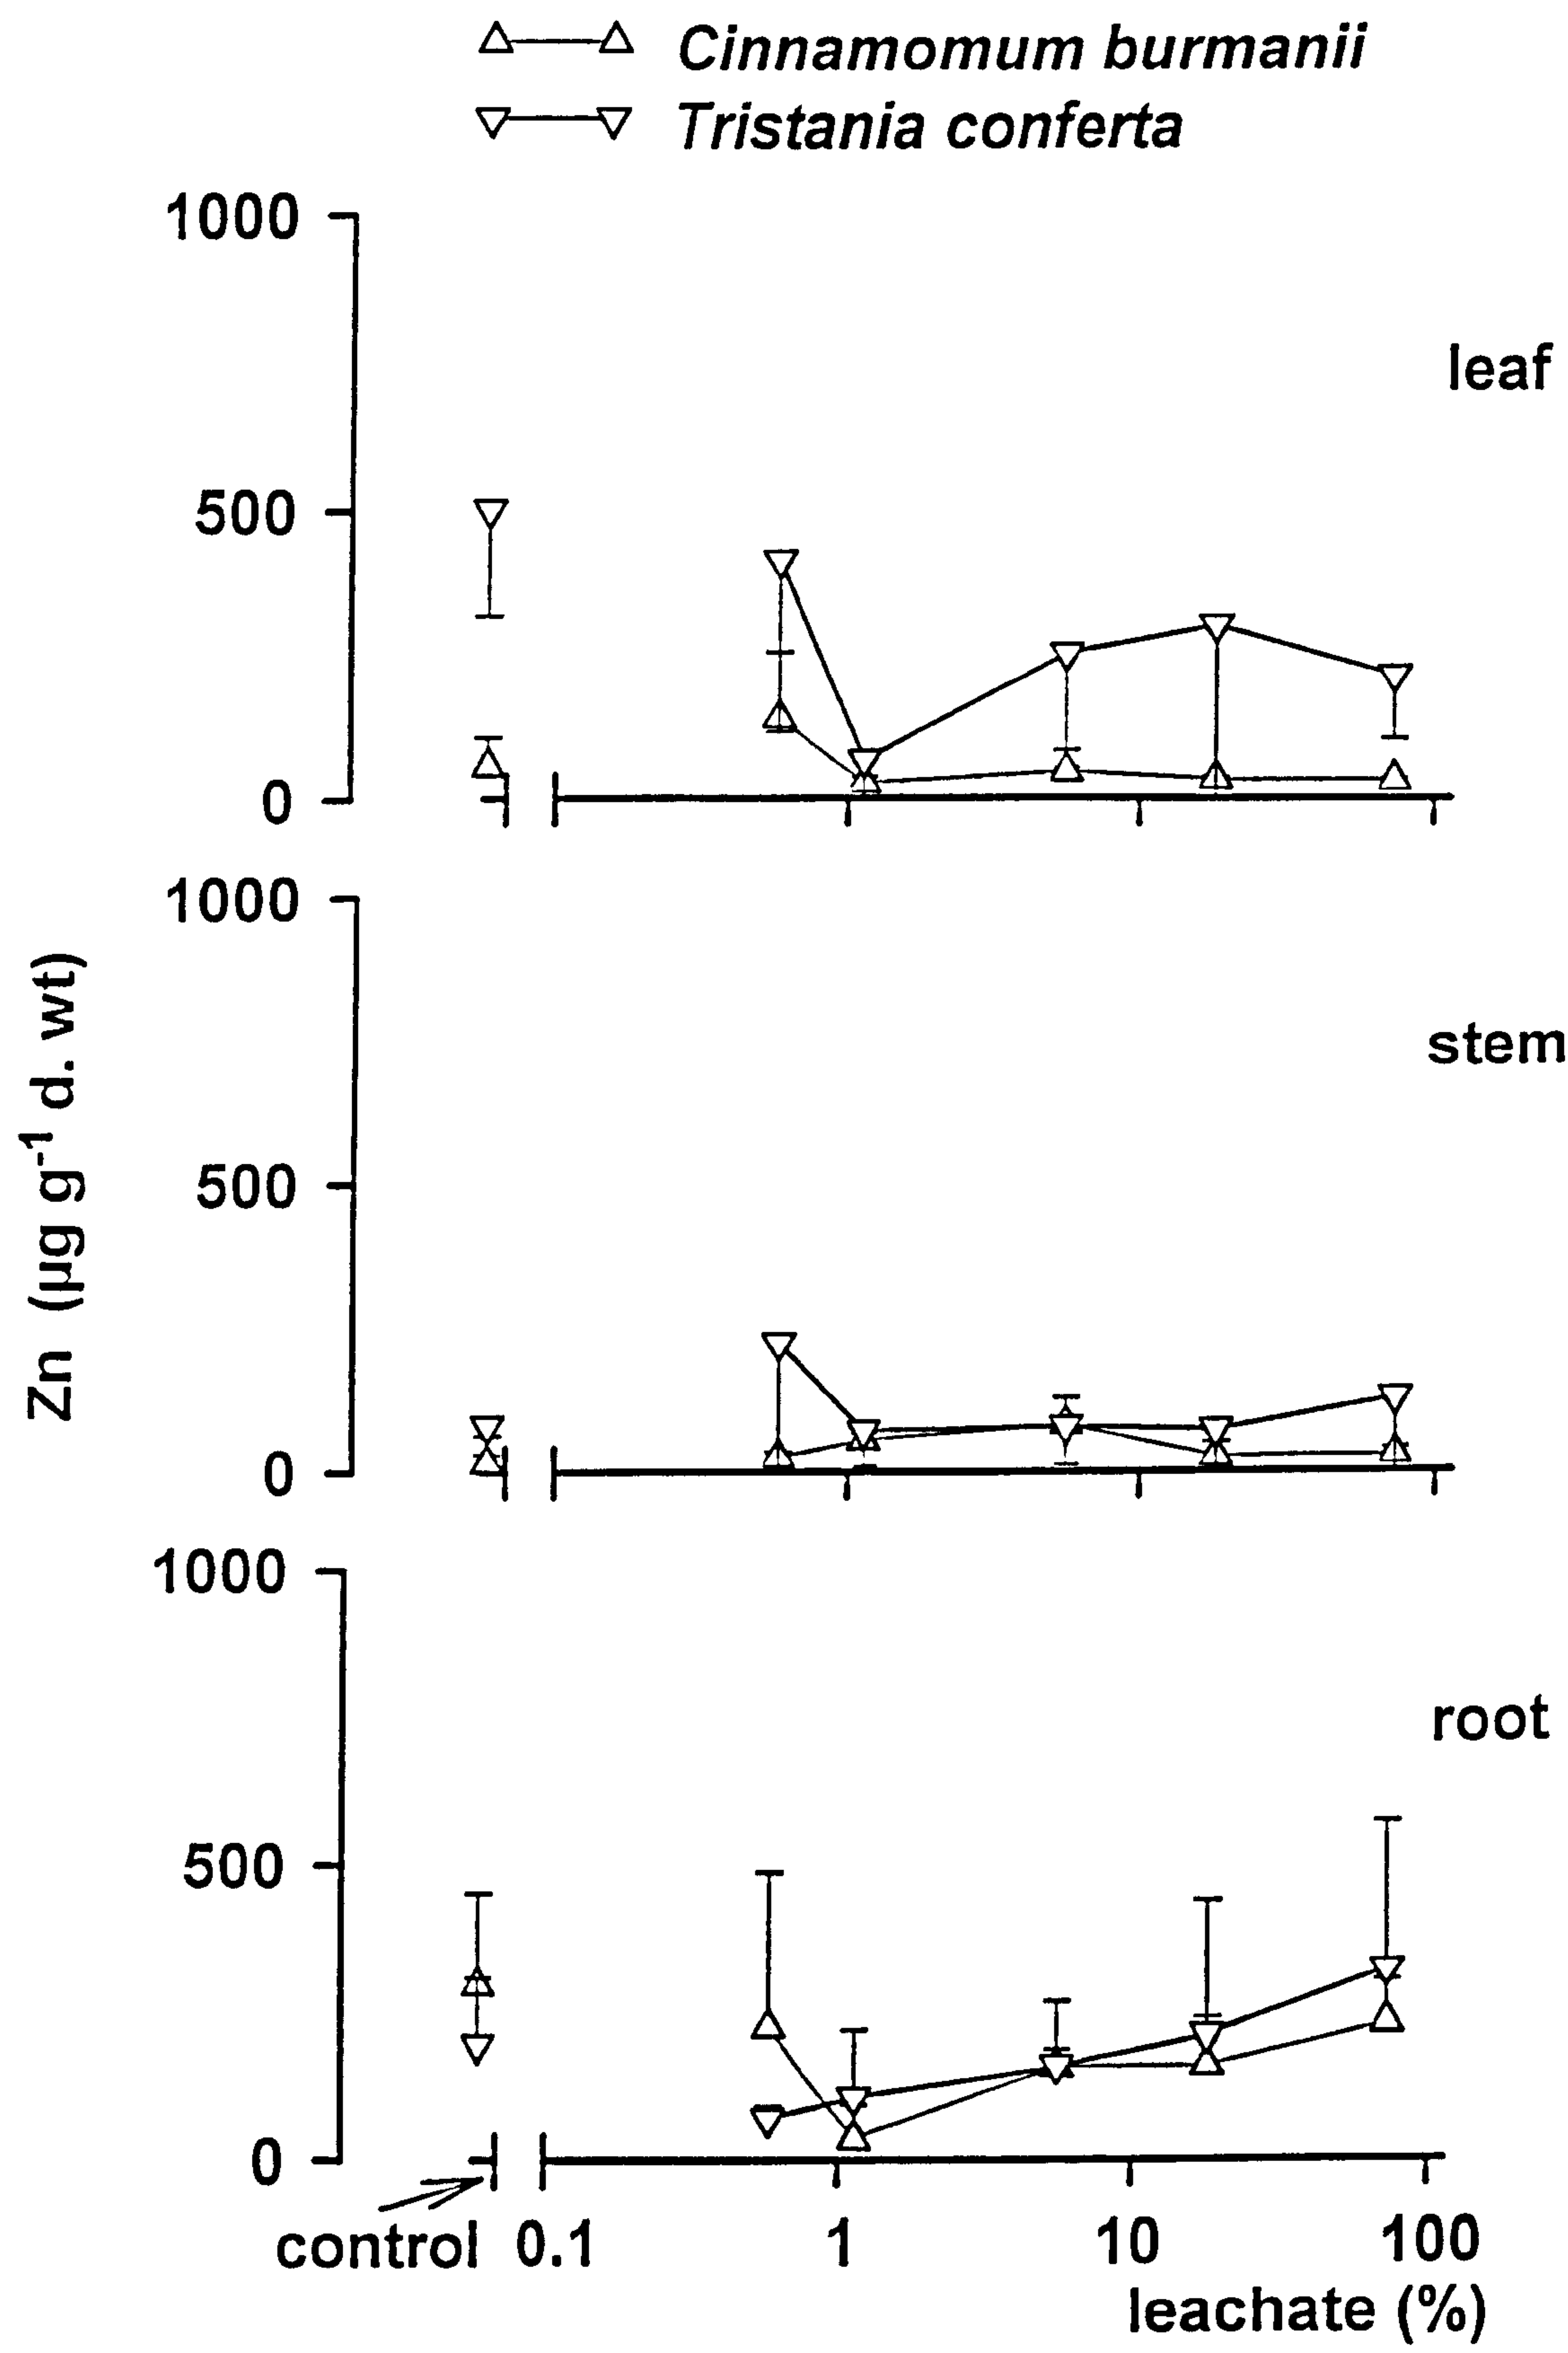 Cinnamomum burmanii
Tristania conferta
1000
leaf
500
0
1000
stem
Zn (µg g⁻¹ d. wt)
500
0
1000
root
500
0
control 0.1 1 10 100
leachate (%)